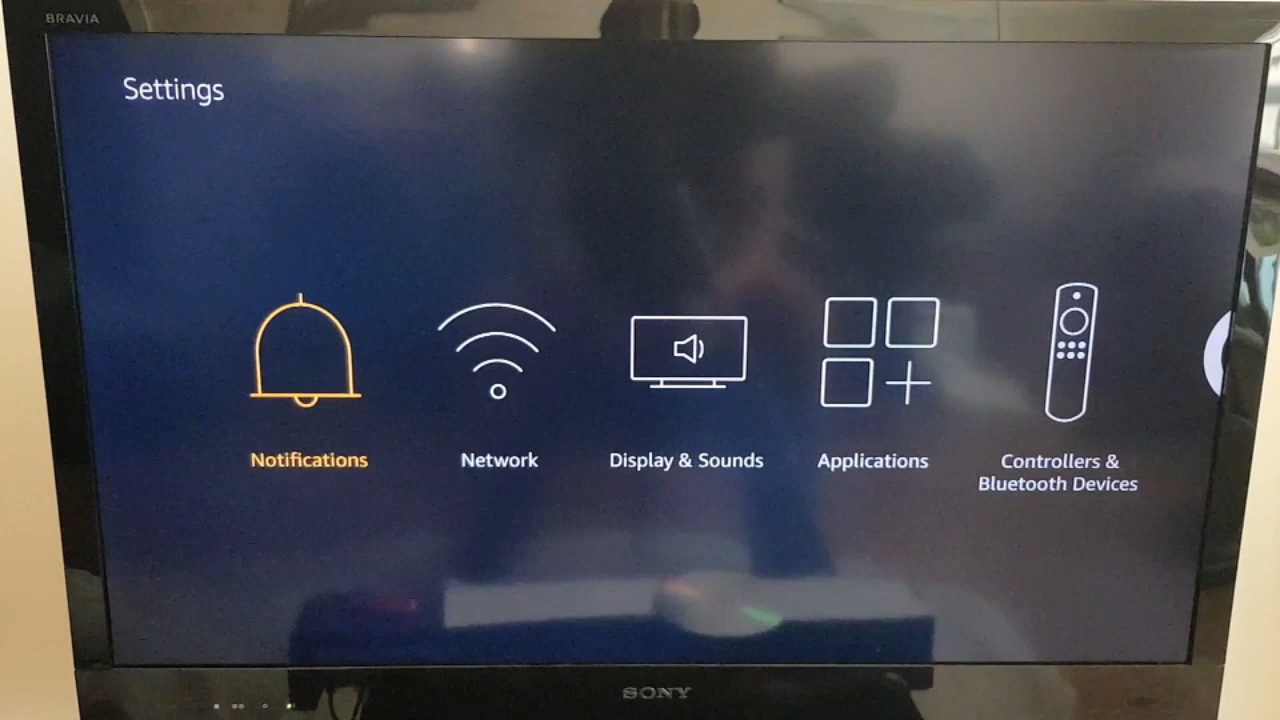 BRAVIA
Settings
Notifications
Network
Display & Sounds
Applications
Controllers &
Bluetooth Devices
SONY